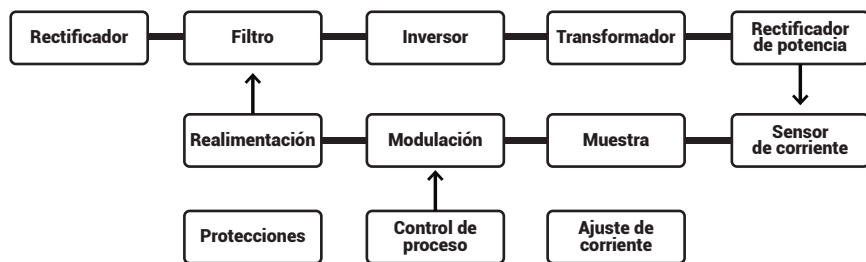 Rectificador
Filtro
Inversor
Transformador
Rectificador
de potencia
Realimentación
Modulación
Muestra
Sensor
de corriente
Protecciones
Control de
proceso
Ajuste de
corriente